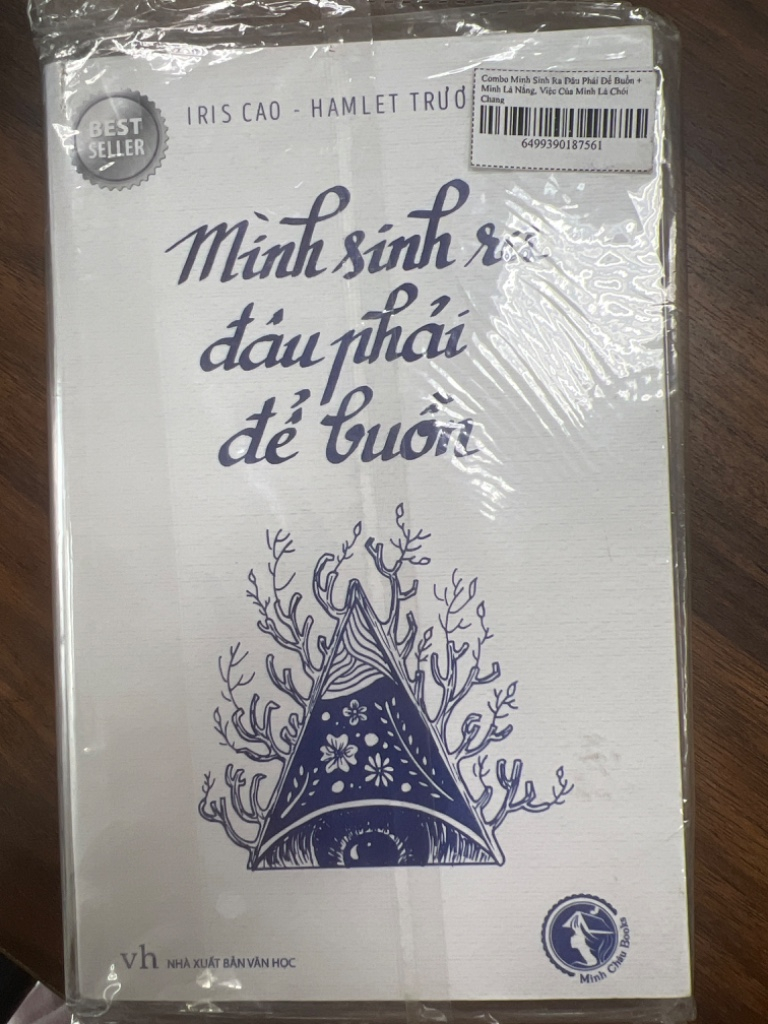 Combo Mình Sinh Ra Đâu Phải Để Buồn +
Mình Là Nắng, Việc Của Mình Là Chói
Chang
6499390187561
BEST
SELLER
IRIS CAO - HAMLET TRƯƠ
Mình sinh ra
đâu phải
để buồn
vh NHÀ XUẤT BẢN VĂN HỌC
Minh Châu Books